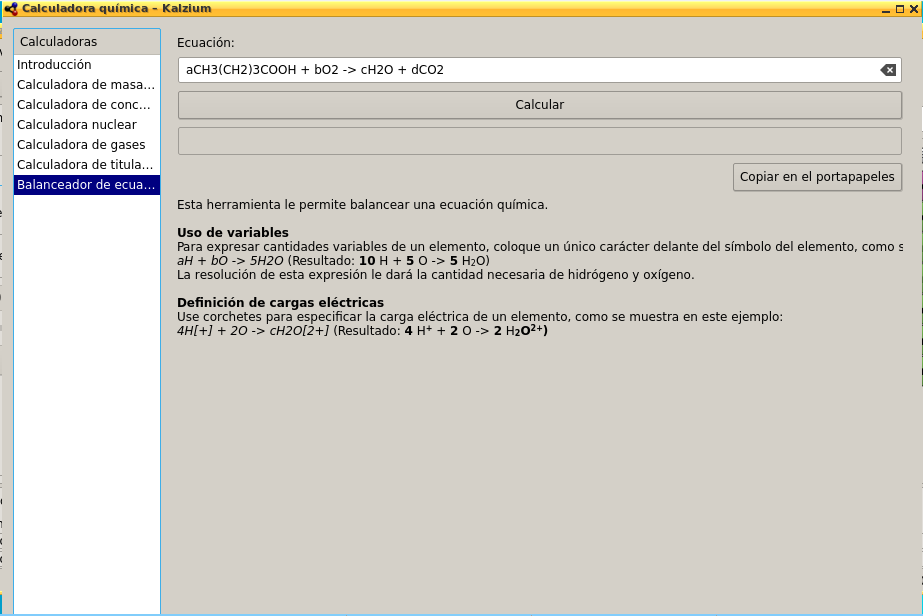 Calculadora química – Kalzium
Calculadoras
Introducción
Calculadora de masa...
Calculadora de conc...
Calculadora nuclear
Calculadora de gases
Calculadora de titula...
Balanceador de ecua...
Ecuación:
aCH3(CH2)3COOH + bO2 -> cH2O + dCO2
Calcular
Copiar en el portapapeles
Esta herramienta le permite balancear una ecuación química.
Uso de variables
Para expresar cantidades variables de un elemento, coloque un único carácter delante del símbolo del elemento, como s
aH + bO -> 5H2O (Resultado: 10 H + 5 O -> 5 H₂O)
La resolución de esta expresión le dará la cantidad necesaria de hidrógeno y oxígeno.
Definición de cargas eléctricas
Use corchetes para especificar la carga eléctrica de un elemento, como se muestra en este ejemplo:
4H[+] + 2O -> cH2O[2+] (Resultado: 4 H⁺ + 2 O -> 2 H₂O²⁺)